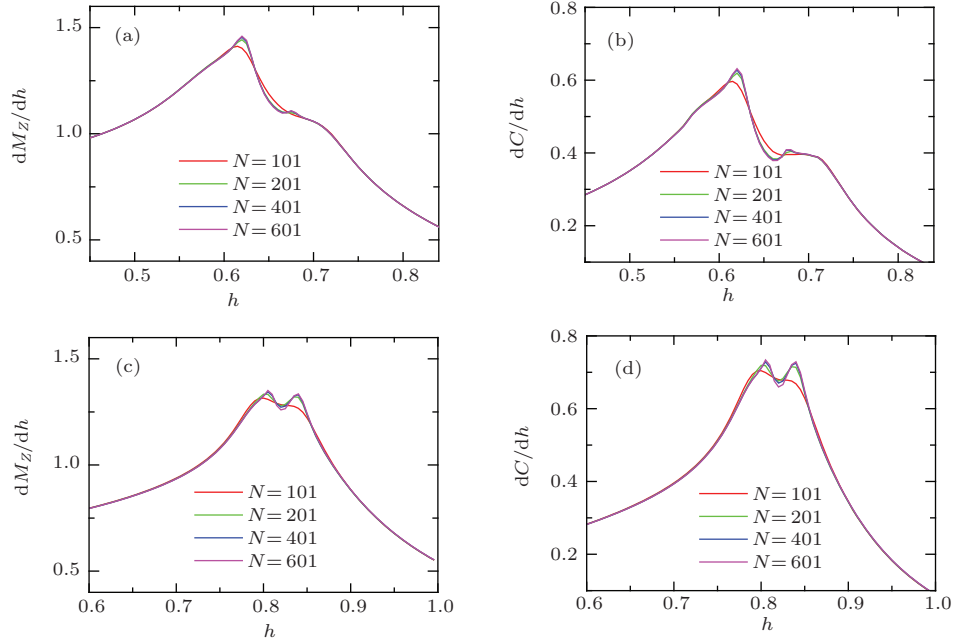 (a)
dM_Z/dh
1.5
1.0
0.5
N=101
N=201
N=401
N=601
0.5 0.6 0.7 0.8
h
(b)
dC/dh
0.8
0.6
0.4
0.2
N=101
N=201
N=401
N=601
0.5 0.6 0.7 0.8
h
(c)
dM_Z/dh
1.5
1.0
0.5
N=101
N=201
N=401
N=601
0.6 0.7 0.8 0.9 1.0
h
(d)
dC/dh
0.8
0.6
0.4
0.2
N=101
N=201
N=401
N=601
0.6 0.7 0.8 0.9 1.0
h